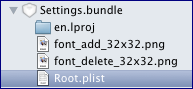 Settings.bundle
en.lproj
font_add_32x32.png
font_delete_32x32.png
Root.plist